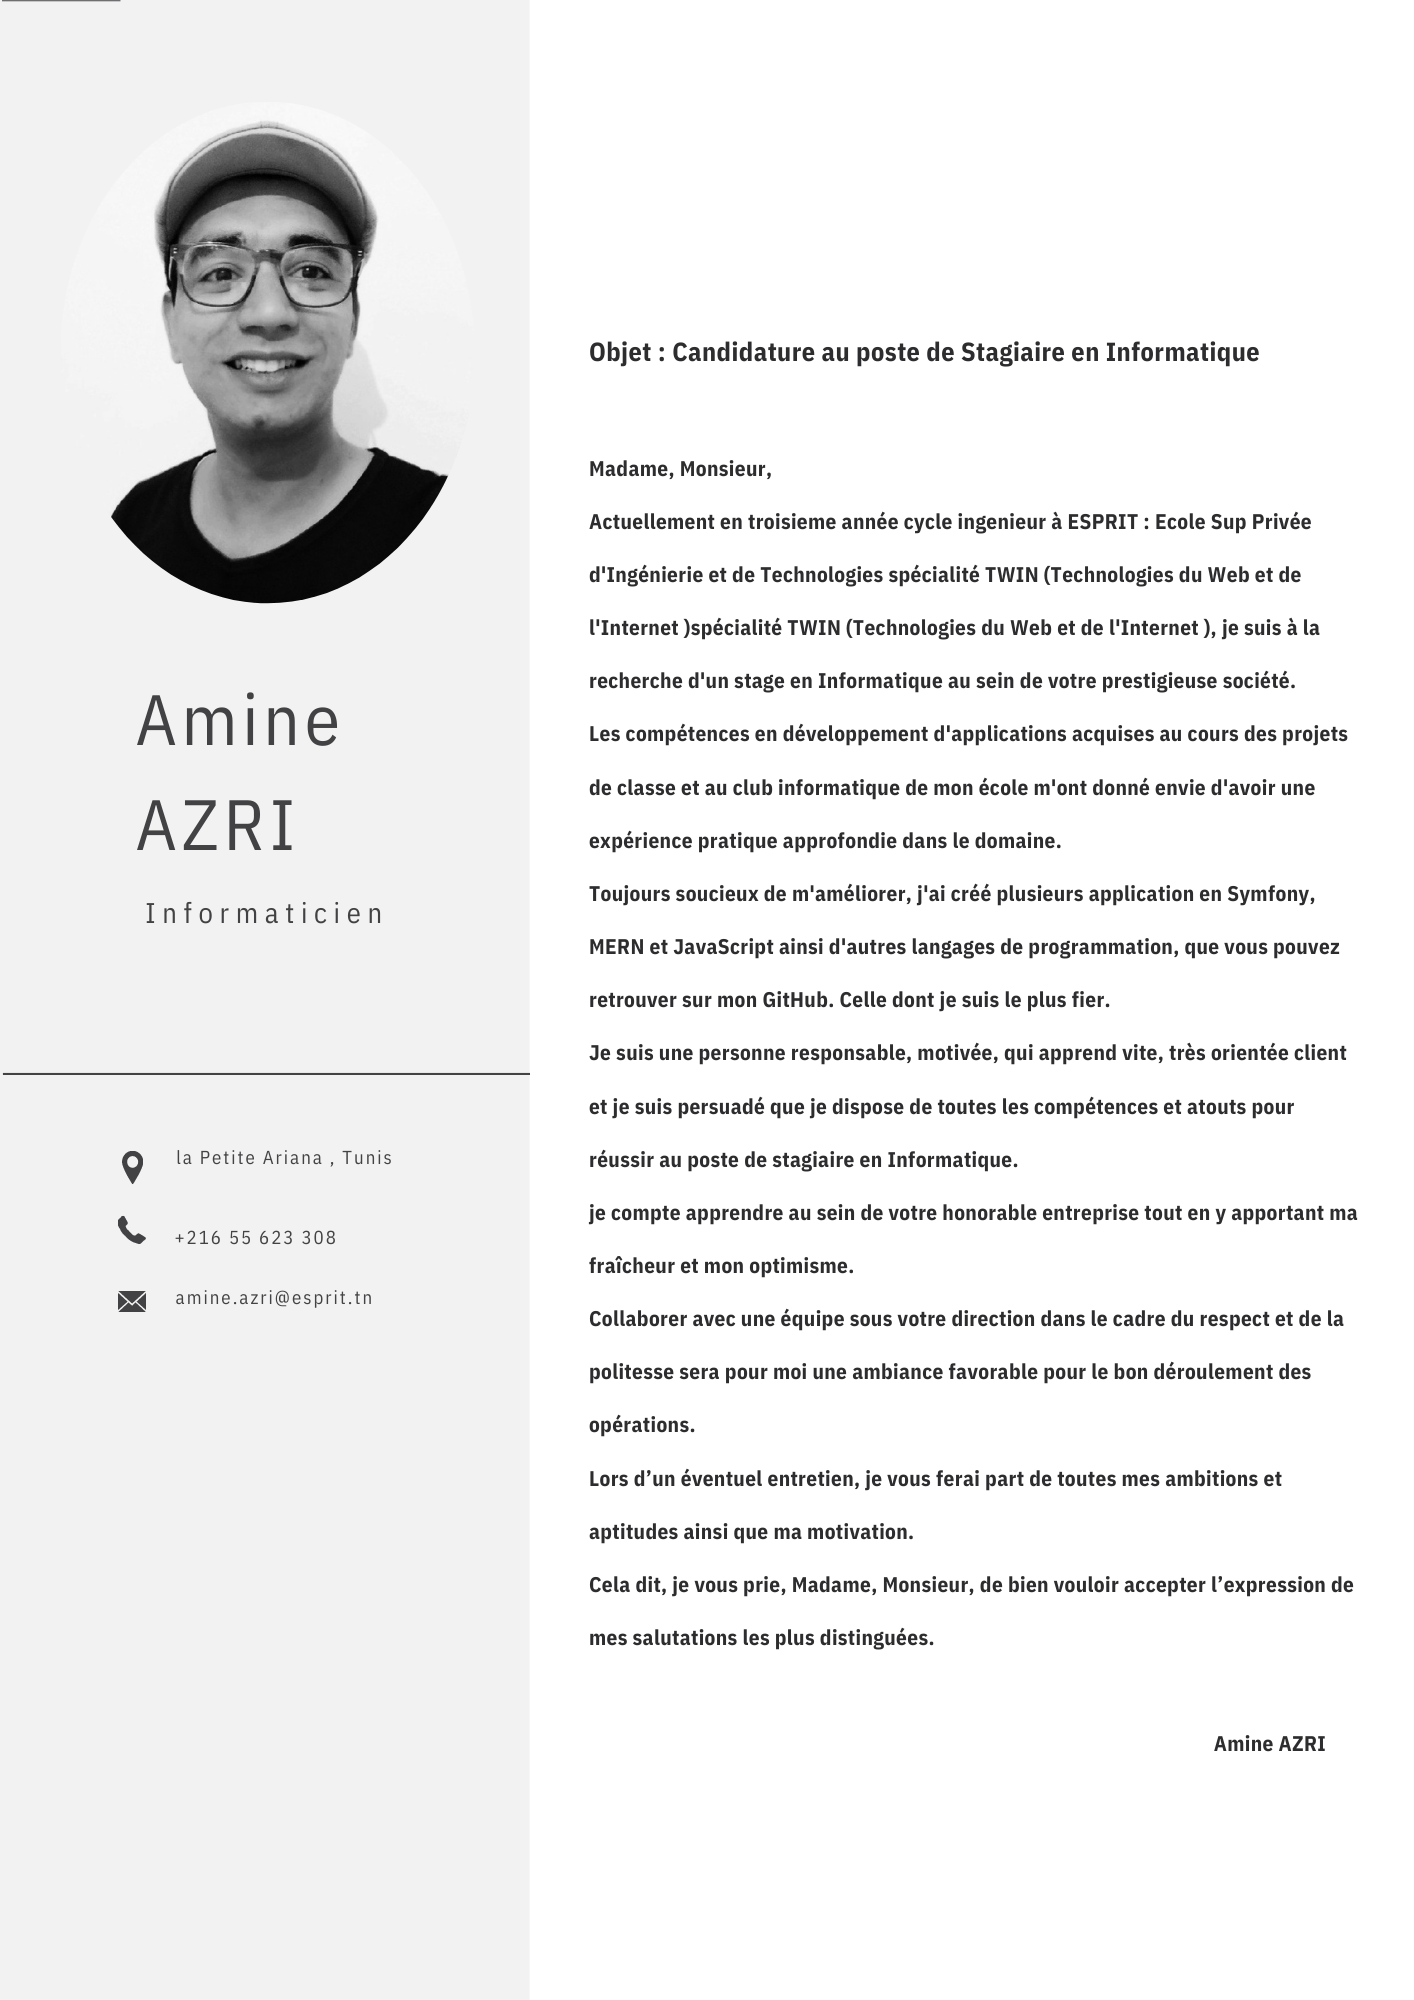 Amine
AZRI
Informaticien
la Petite Ariana , Tunis
+216 55 623 308
amine.azri@esprit.tn
Objet : Candidature au poste de Stagiaire en Informatique
Madame, Monsieur,
Actuellement en troisieme année cycle ingenieur à ESPRIT : Ecole Sup Privée
d'Ingénierie et de Technologies spécialité TWIN (Technologies du Web et de
l'Internet )spécialité TWIN (Technologies du Web et de l'Internet ), je suis à la
recherche d'un stage en Informatique au sein de votre prestigieuse société.
Les compétences en développement d'applications acquises au cours des projets
de classe et au club informatique de mon école m'ont donné envie d'avoir une
expérience pratique approfondie dans le domaine.
Toujours soucieux de m'améliorer, j'ai créé plusieurs application en Symfony,
MERN et JavaScript ainsi d'autres langages de programmation, que vous pouvez
retrouver sur mon GitHub. Celle dont je suis le plus fier.
Je suis une personne responsable, motivée, qui apprend vite, très orientée client
et je suis persuadé que je dispose de toutes les compétences et atouts pour
réussir au poste de stagiaire en Informatique.
je compte apprendre au sein de votre honorable entreprise tout en y apportant ma
fraîcheur et mon optimisme.
Collaborer avec une équipe sous votre direction dans le cadre du respect et de la
politesse sera pour moi une ambiance favorable pour le bon déroulement des
opérations.
Lors d’un éventuel entretien, je vous ferai part de toutes mes ambitions et
aptitudes ainsi que ma motivation.
Cela dit, je vous prie, Madame, Monsieur, de bien vouloir accepter l’expression de
mes salutations les plus distinguées.
Amine AZRI